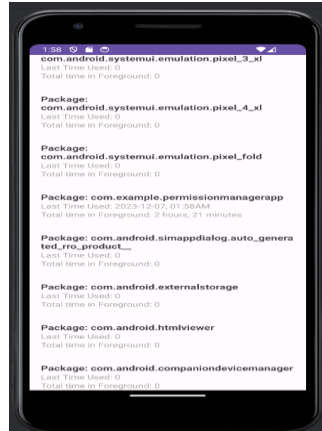 1:58
com.android.systemui.emulation.pixel_3_xl
Last Time Used: 0
Total time in Foreground: 0
Package:
com.android.systemui.emulation.pixel_4_xl
Last Time Used: 0
Total time in Foreground: 0
Package:
com.android.systemui.emulation.pixel_fold
Last Time Used: 0
Total time in Foreground: 0
Package: com.example.permissionmanagerapp
Last Time Used: 2023-12-07, 01:58AM
Total time in Foreground: 2 hours, 21 minutes
Package: com.android.simappdialog.auto_genera
ted_rro_product__
Last Time Used: 0
Total time in Foreground: 0
Package: com.android.externalstorage
Last Time Used: 0
Total time in Foreground: 0
Package: com.android.htmlviewer
Last Time Used: 0
Total time in Foreground: 0
Package: com.android.companiondevicemanager
Last Time Used: 0
Total time in Foreground: 0